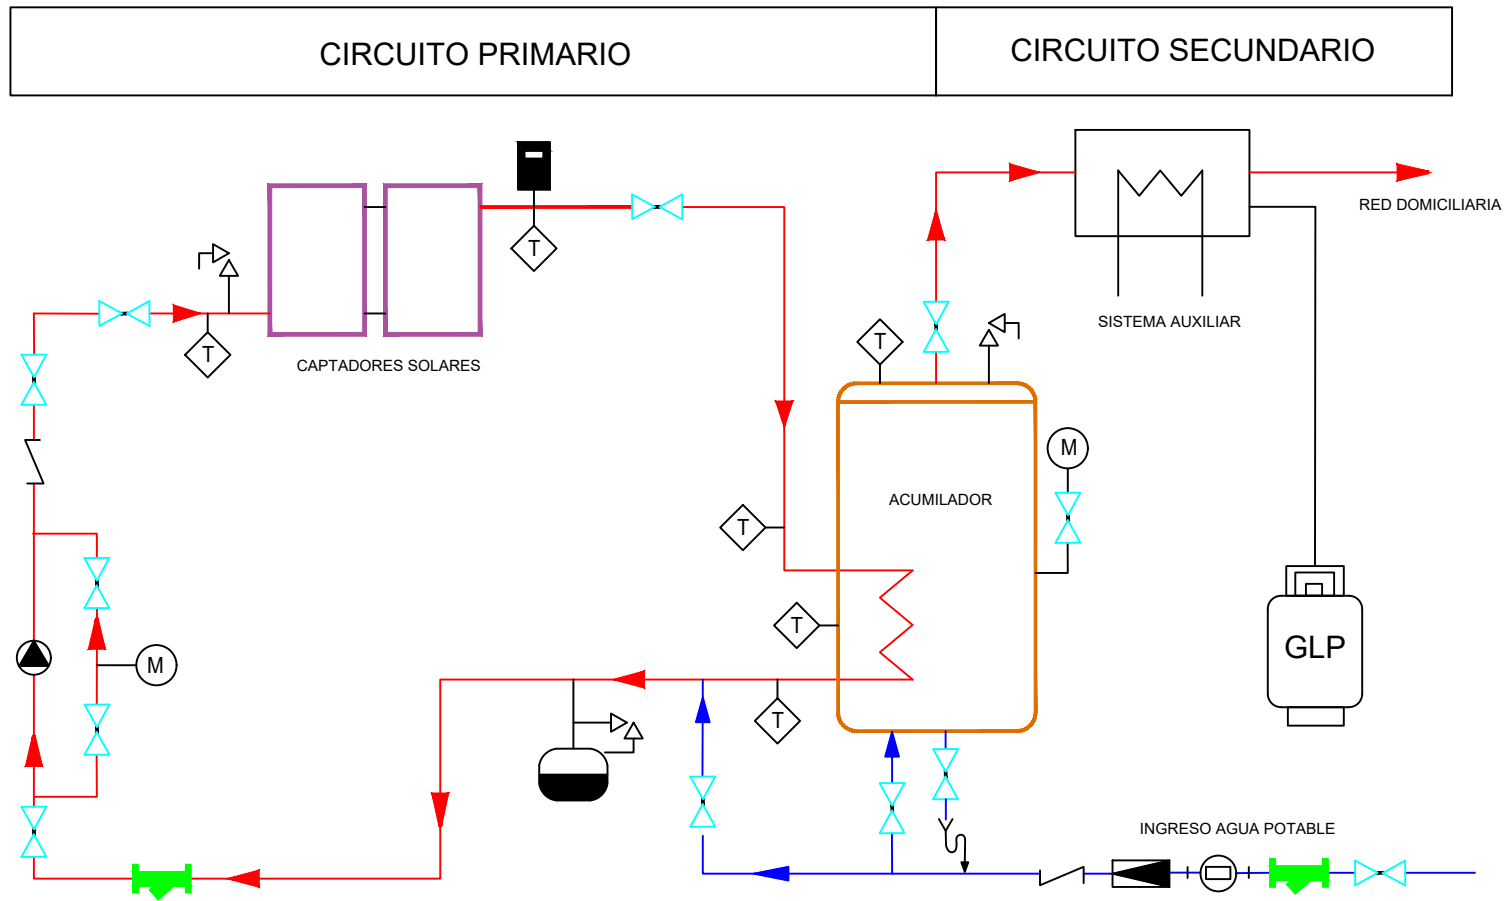 CIRCUITO PRIMARIO
CIRCUITO SECUNDARIO
RED DOMICILIARIA
T
SISTEMA AUXILIAR
T
T
CAPTADORES SOLARES
M
ACUMILADOR
T
T
GLP
M
T
INGRESO AGUA POTABLE